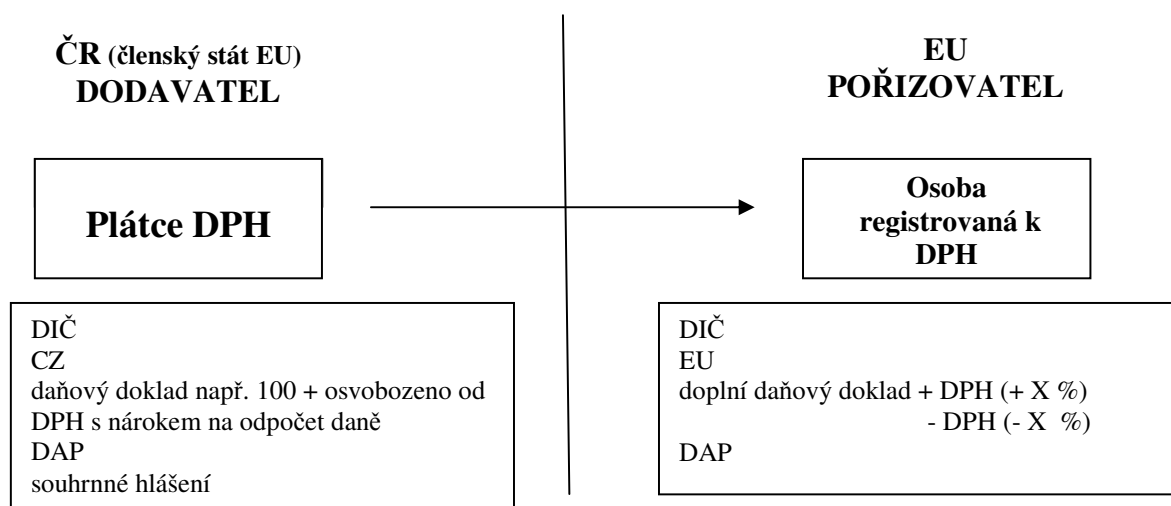 ČR (členský stát EU)
DODAVATEL
Plátce DPH
DIČ
CZ
daňový doklad např. 100 + osvobozeno od
DPH s nárokem na odpočet daně
DAP
souhrnné hlášení
EU
POŘIZOVATEL
Osoba
registrovaná k
DPH
DIČ
EU
doplní daňový doklad + DPH (+ X %)
- DPH (- X %)
DAP